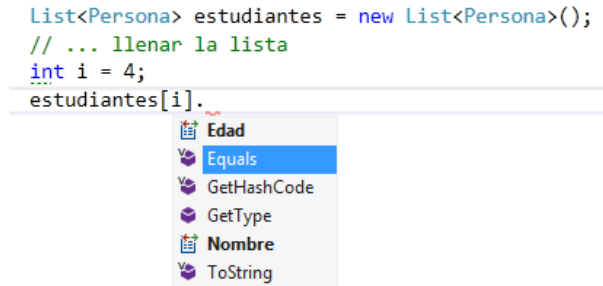 List<Persona> estudiantes = new List<Persona>();
// ... llenar la lista
int i = 4;
estudiantes[i].
Edad
Equals
GetHashCode
GetType
Nombre
ToString